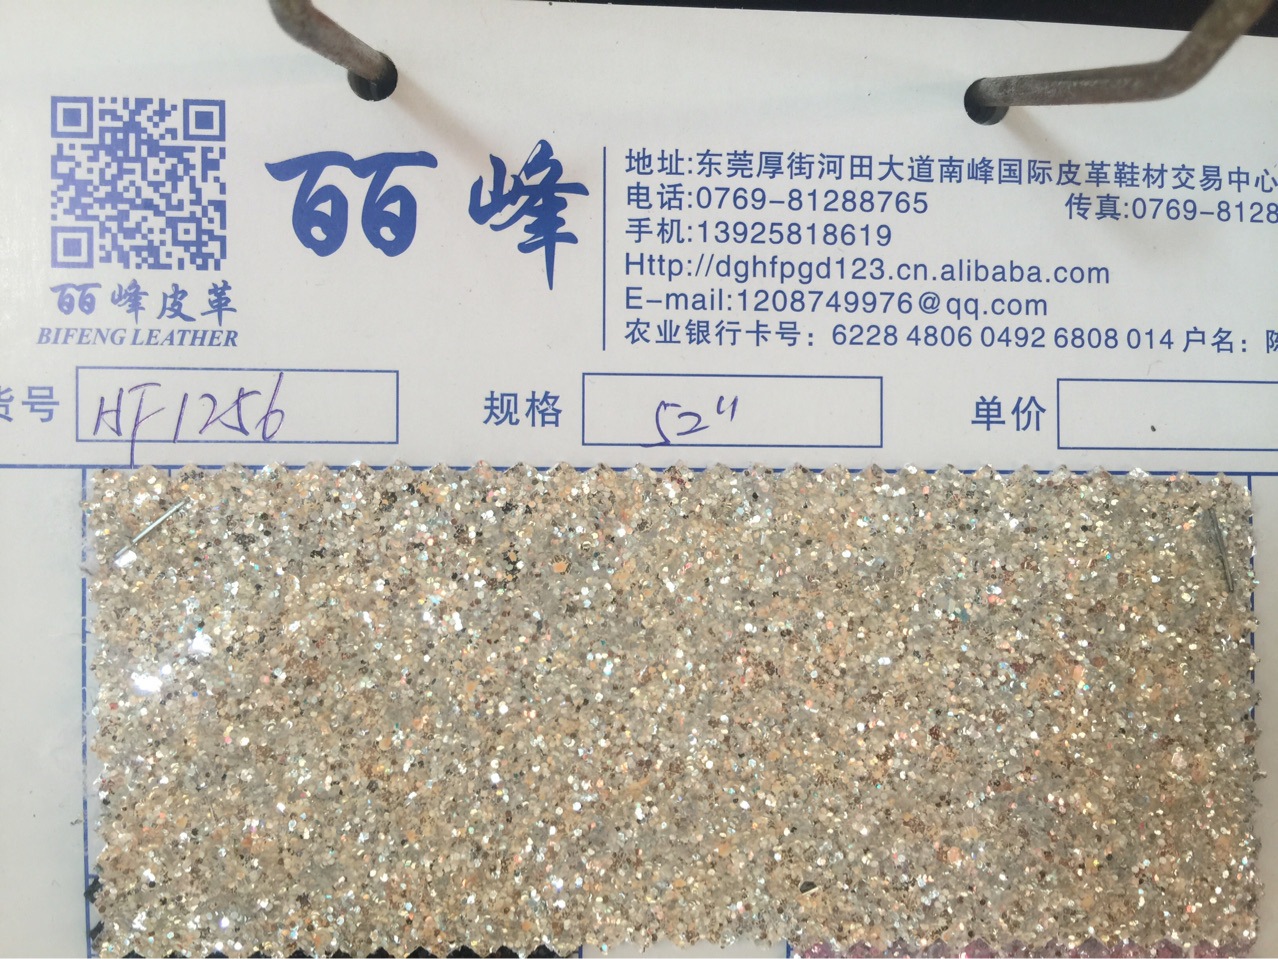 丽峰
丽峰皮革
BIFENG LEATHER
地址:东莞厚街河田大道南峰国际皮革鞋材交易中心
电话:0769-81288765 传真:0769-8128
手机:13925818619
Http://dghfpgd123.cn.alibaba.com
E-mail:1208749976@qq.com
农业银行卡号：6228 4806 0492 6808 014 户名：陈
货号 HF1256 规格 52" 单价